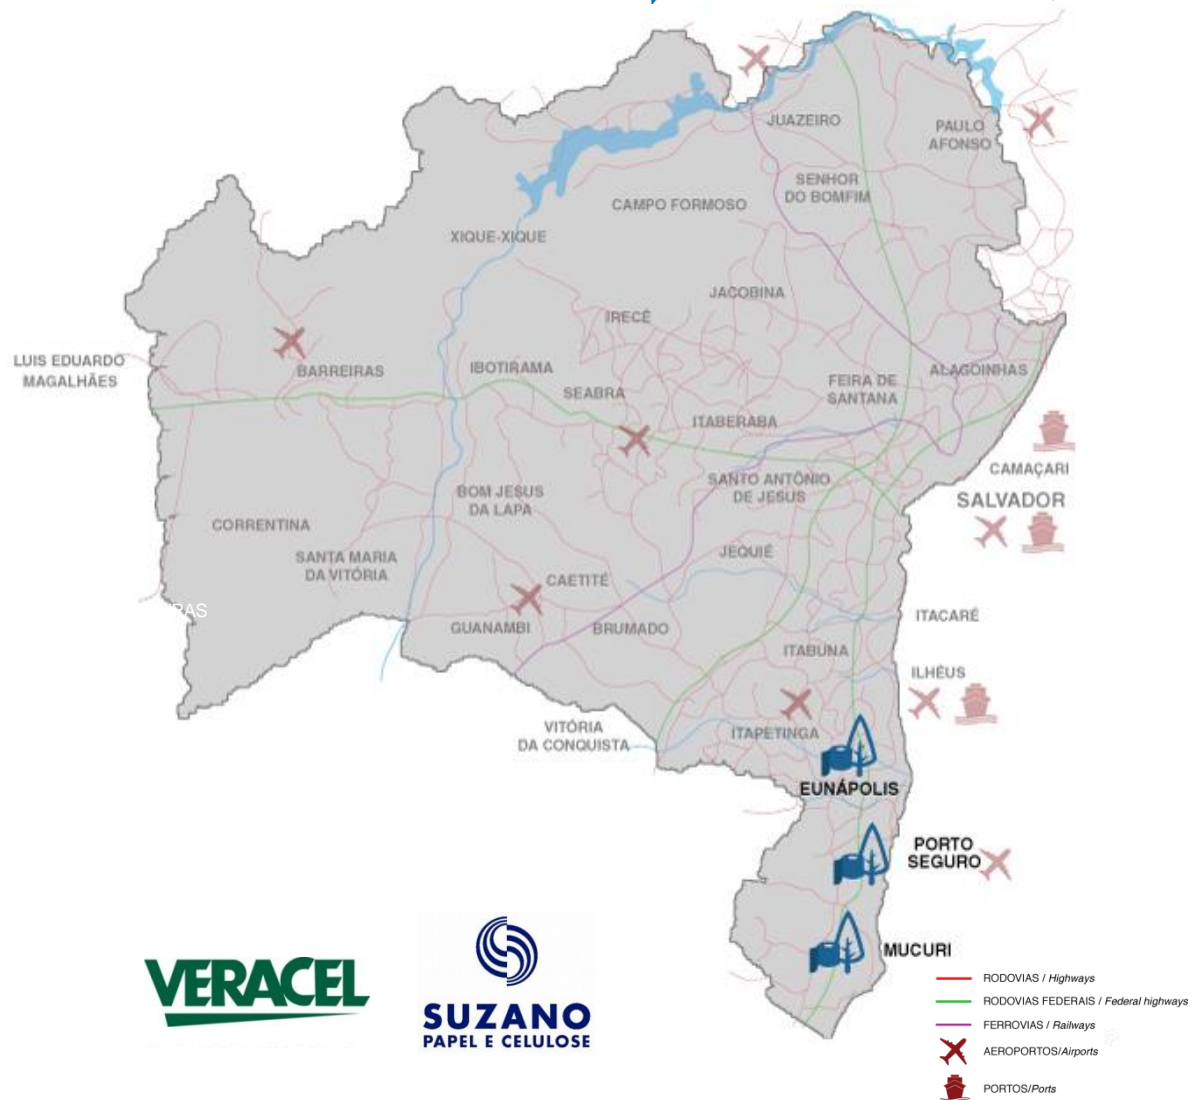 JUAZEIRO
PAULO
AFONSO
SENHOR
DO BOMFIM
CAMPO FORMOSO
XIQUE-XIQUE
JACOBINA
IRECÊ
LUIS EDUARDO
MAGALHÃES
BARREIRAS
IBOTIRAMA
SEABRA
FEIRA DE
SANTANA
ALAGOINHAS
ITABERABA
CAMAÇARI
SANTO ANTÔNIO
DE JESUS
BOM JESUS
DA LAPA
SALVADOR
CORRENTINA
SANTA MARIA
DA VITÓRIA
JEQUIÉ
CAETITÉ
RAS
ITACARÉ
GUANAMBI
BRUMADO
ITABUNA
ILHÉUS
VITÓRIA
DA CONQUISTA
ITAPETINGA
EUNÁPOLIS
PORTO
SEGURO
MUCURI
VERACEL
SUZANO
PAPEL E CELULOSE
RODOVIAS / Highways
RODOVIAS FEDERAIS / Federal highways
FERROVIAS / Railways
AEROPORTOS/Airports
PORTOS/Ports